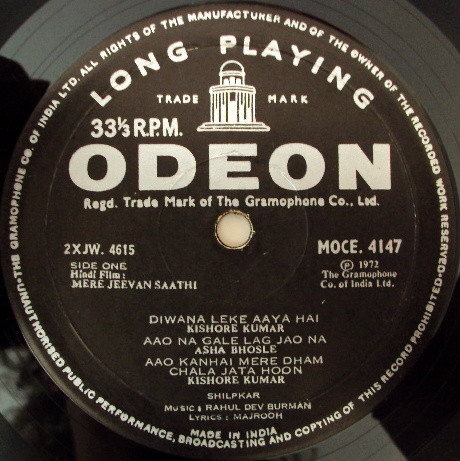 THE GRAMOPHONE CO. OF INDIA LTD. ALL RIGHTS OF THE MANUFACTURER AND OF THE OWNER OF THE RECORDED WORK RESERVED. UNAUTHORISED PUBLIC PERFORMANCE, BROADCASTING AND COPYING OF THIS RECORD PROHIBITED
LONG PLAYING
TRADE MARK
33⅓ R.P.M.
ODEON
Regd. Trade Mark of The Gramophone Co., Ltd.
2XJW. 4615
MOCE. 4147
SIDE ONE
Hindi Film:
MERE JEEVAN SAATHI
Ⓟ 1972
The Gramophone
Co. of India Ltd.
DIWANA LEKE AAYA HAI
KISHORE KUMAR
AAO NA GALE LAG JAO NA
ASHA BHOSLE
AAO KANHAI MERE DHAM
CHALA JATA HOON
KISHORE KUMAR
SHILPKAR
MUSIC : RAHUL DEV BURMAN
LYRICS : MAJROOH
MADE IN INDIA